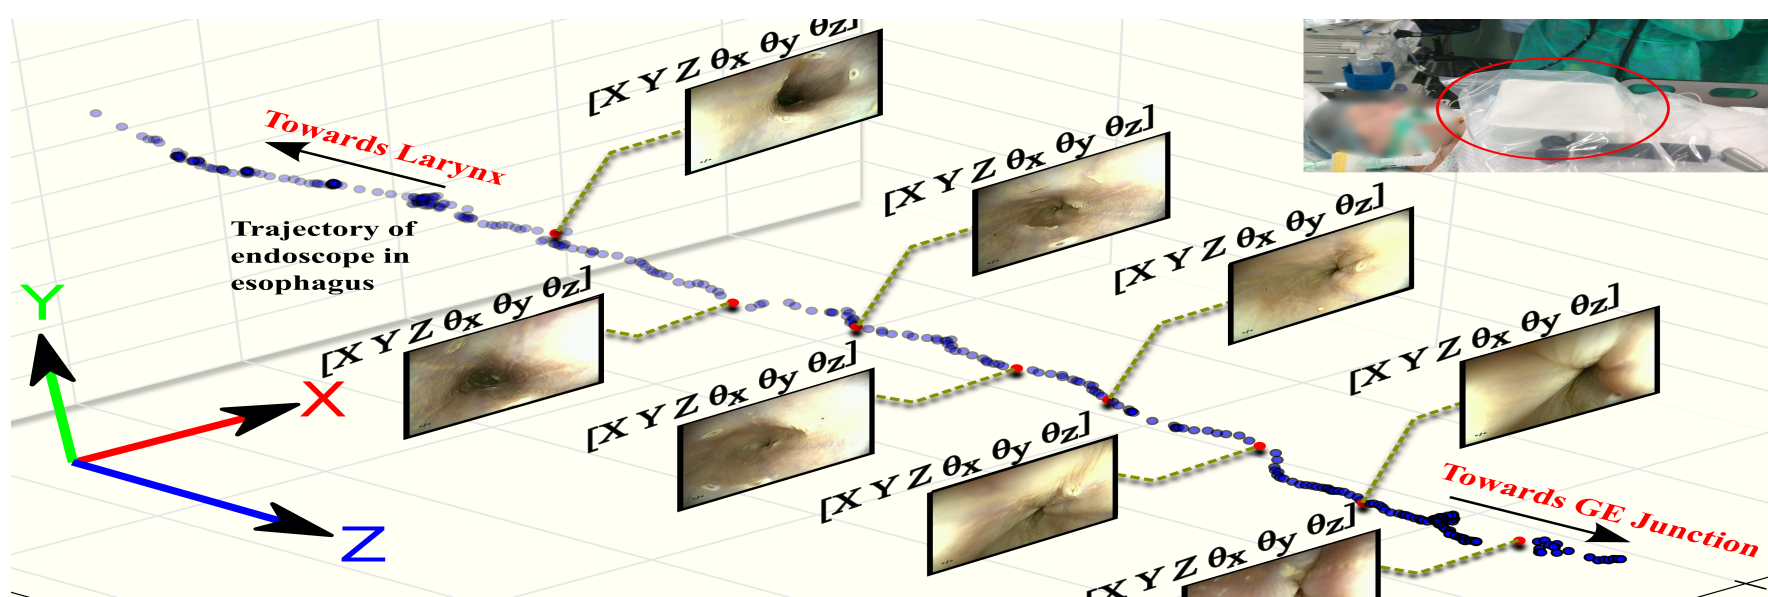 [X Y Z θx θy θz]
Towards Larynx
[X Y Z θx θy θz]
Trajectory of
endoscope in
esophagus
[X Y Z θx θy θz]
Y
[X Y Z θx θy θz]
[X Y Z θx θy θz]
X
[X Y Z θx θy θz]
[X Y Z θx θy θz]
Towards GE Junction
Z
[X Y Z θx θy θz]